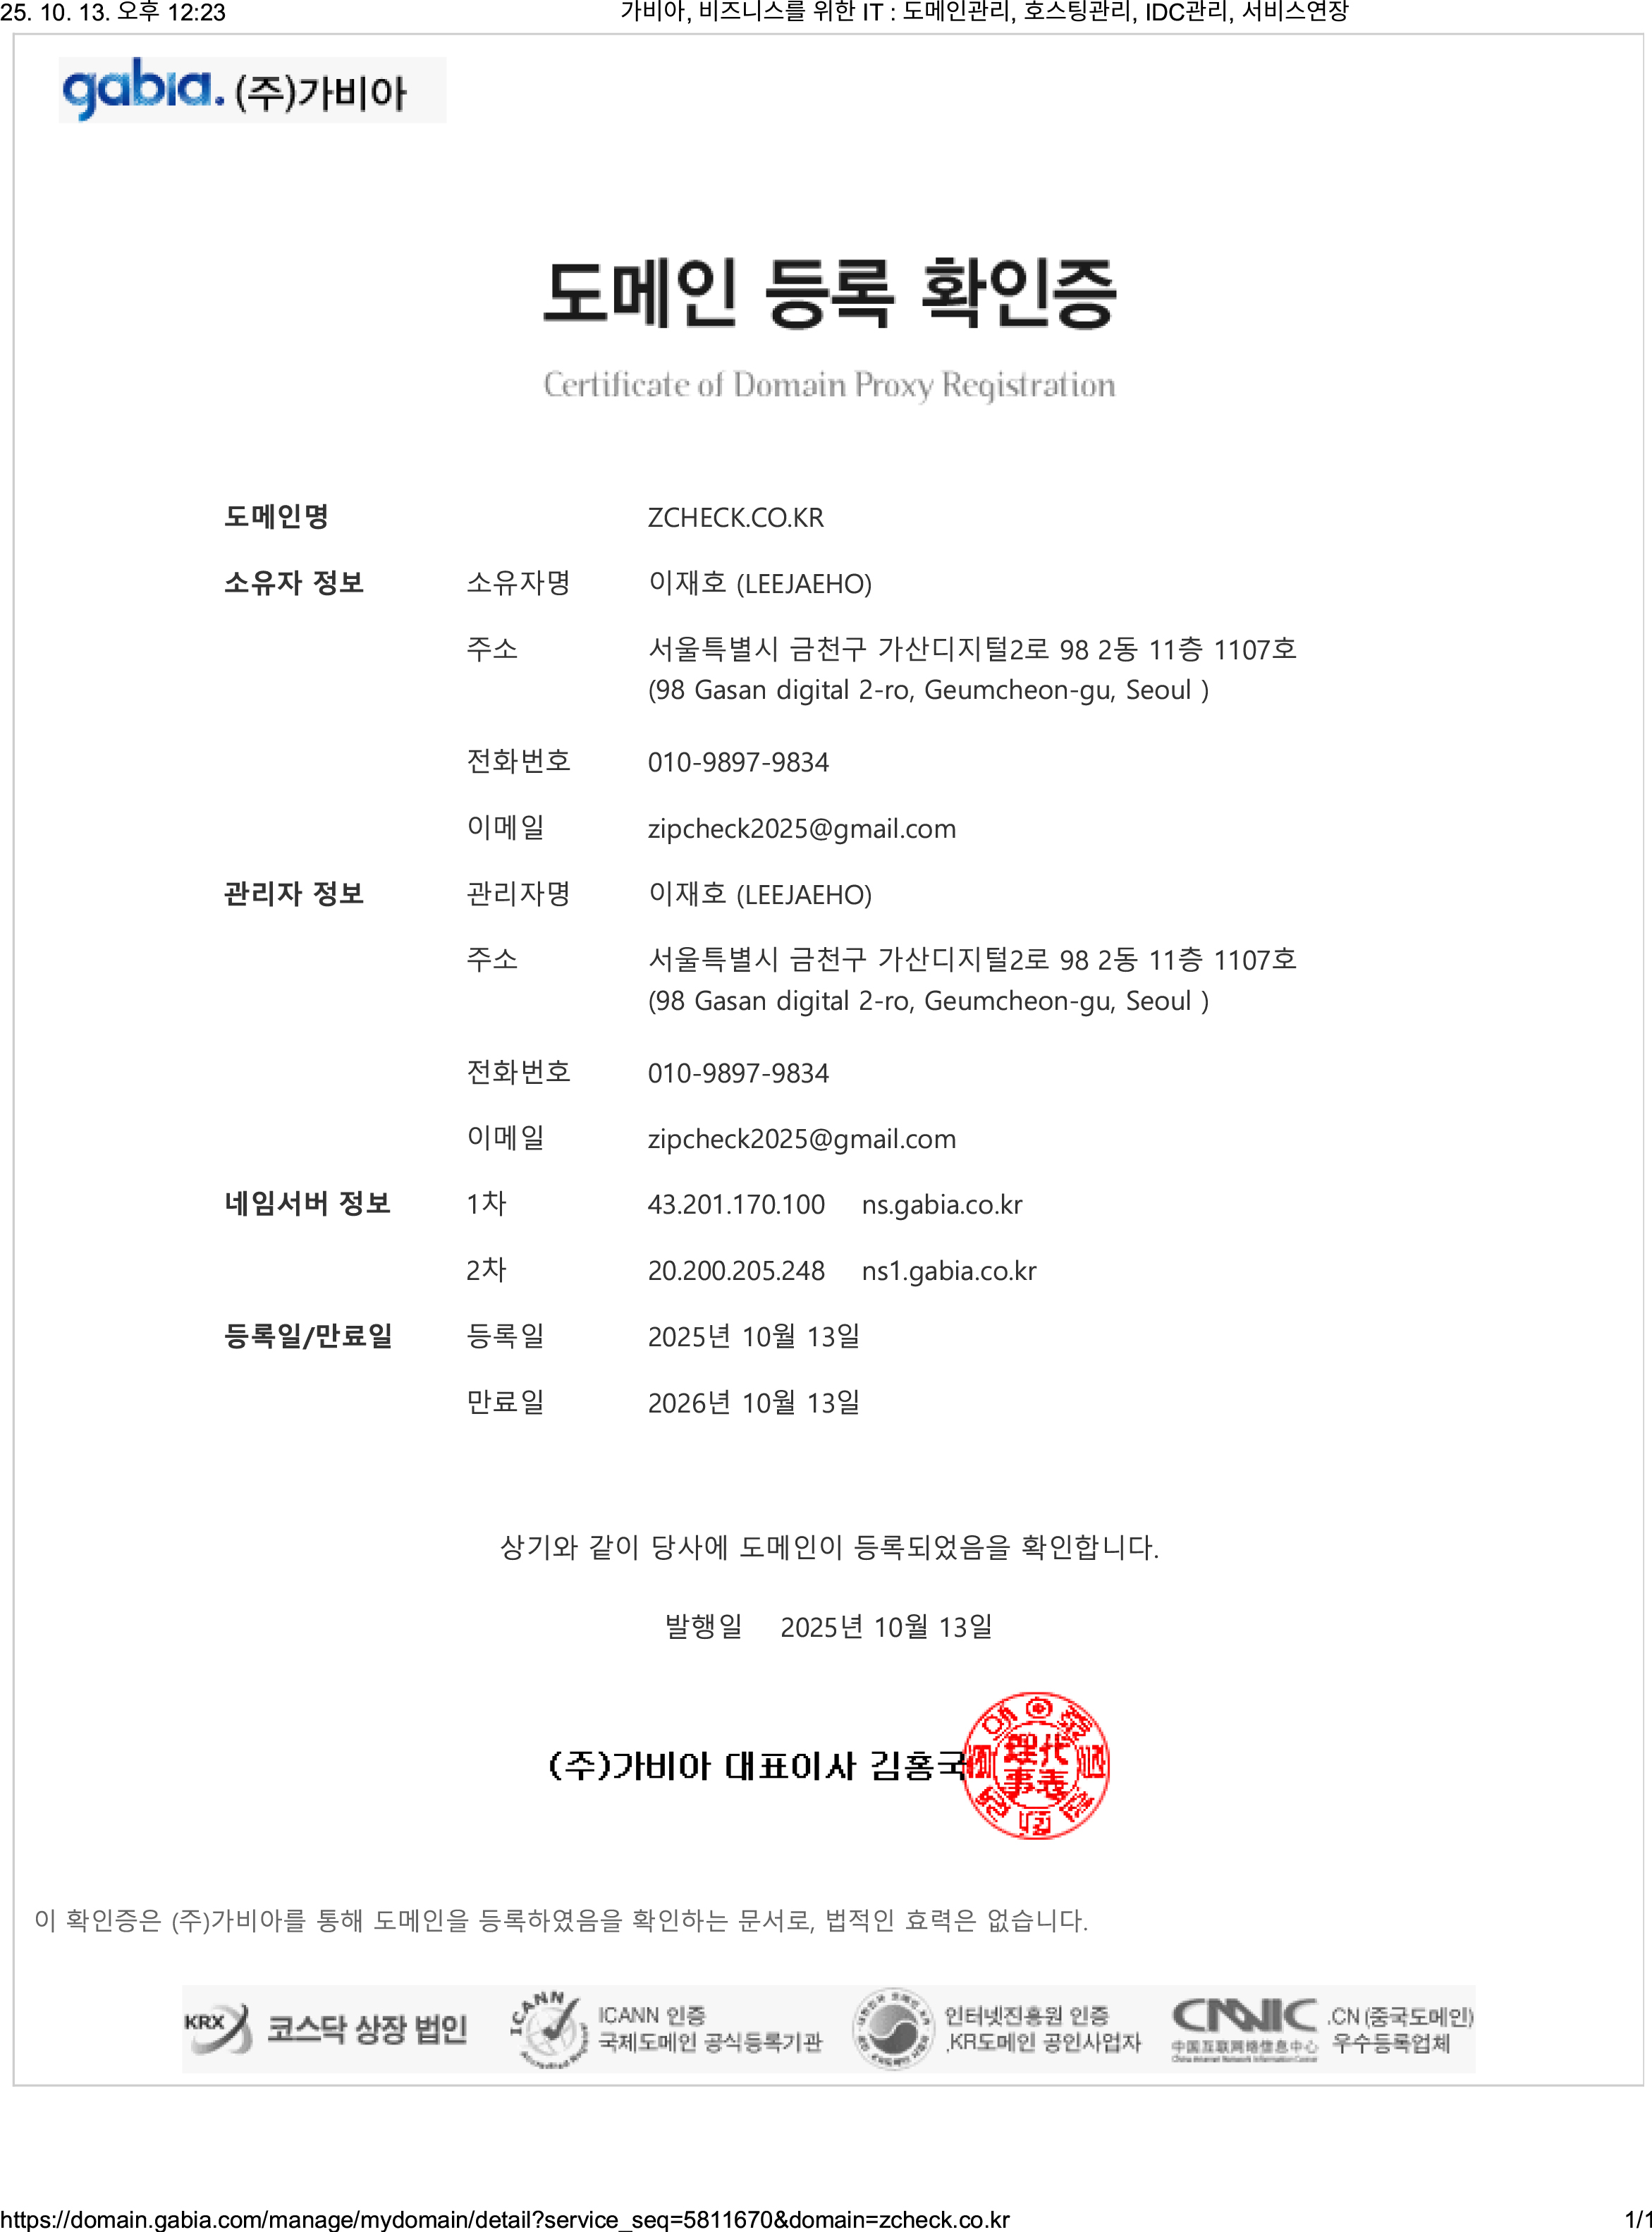 25. 10. 13. 오후 12:23
가비아, 비즈니스를 위한 IT : 도메인관리, 호스팅관리, IDC관리, 서비스연장
gabia. (주)가비아
도메인 등록 확인증
Certificate of Domain Proxy Registration
도메인명 ZCHECK.CO.KR
소유자 정보 소유자명 이재호 (LEEJAEHO)
주소 서울특별시 금천구 가산디지털2로 98 2동 11층 1107호
(98 Gasan digital 2-ro, Geumcheon-gu, Seoul )
전화번호 010-9897-9834
이메일 zipcheck2025@gmail.com
관리자 정보 관리자명 이재호 (LEEJAEHO)
주소 서울특별시 금천구 가산디지털2로 98 2동 11층 1107호
(98 Gasan digital 2-ro, Geumcheon-gu, Seoul )
전화번호 010-9897-9834
이메일 zipcheck2025@gmail.com
네임서버 정보 1차 43.201.170.100 ns.gabia.co.kr
2차 20.200.205.248 ns1.gabia.co.kr
등록일/만료일 등록일 2025년 10월 13일
만료일 2026년 10월 13일
상기와 같이 당사에 도메인이 등록되었음을 확인합니다.
발행일 2025년 10월 13일
(주)가비아 대표이사 김홍국
代表
理事
이 확인증은 (주)가비아를 통해 도메인을 등록하였음을 확인하는 문서로, 법적인 효력은 없습니다.
KRX 코스닥 상장 법인
ICANN
ICANN 인증
국제도메인 공식등록기관
인터넷진흥원 인증
.KR도메인 공인사업자
CNNIC
中国互联网络信息中心
China Internet Network Information Center
.CN (중국도메인)
우수등록업체
https://domain.gabia.com/manage/mydomain/detail?service_seq=5811670&domain=zcheck.co.kr
1/1